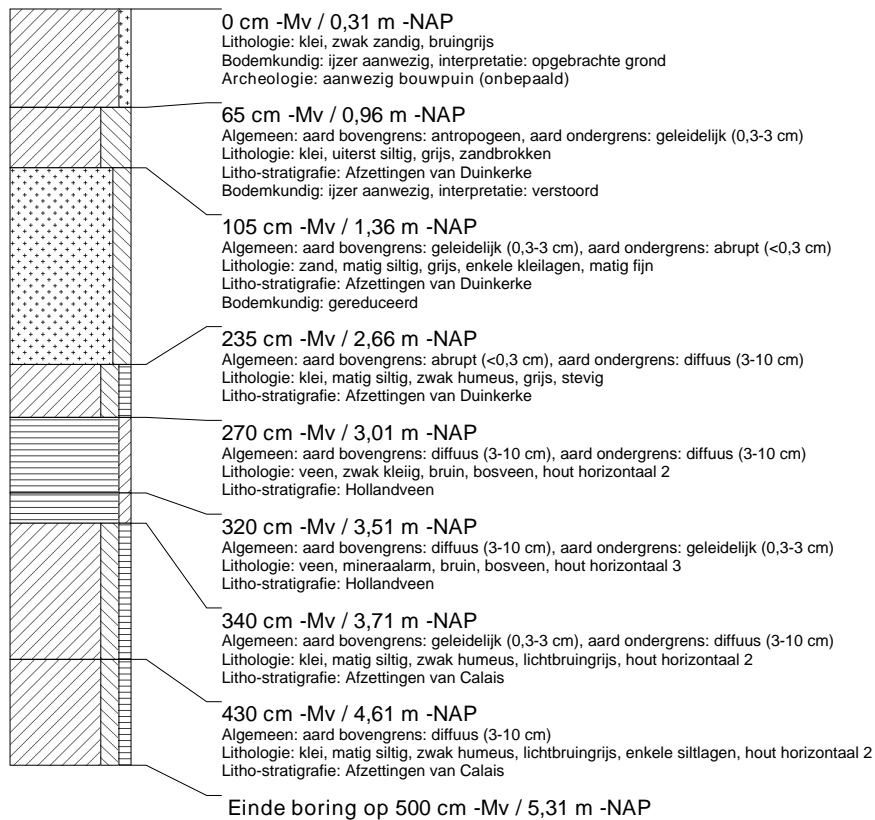 0 cm -Mv / 0,31 m -NAP
Lithologie: klei, zwak zandig, bruingrijs
Bodemkundig: ijzer aanwezig, interpretatie: opgebrachte grond
Archeologie: aanwezig bouwpuin (onbepaald)
65 cm -Mv / 0,96 m -NAP
Algemeen: aard bovengrens: antropogeen, aard ondergrens: geleidelijk (0,3-3 cm)
Lithologie: klei, uiterst siltig, grijs, zandbrokken
Litho-stratigrafie: Afzettingen van Duinkerke
Bodemkundig: ijzer aanwezig, interpretatie: verstoord
105 cm -Mv / 1,36 m -NAP
Algemeen: aard bovengrens: geleidelijk (0,3-3 cm), aard ondergrens: abrupt (<0,3 cm)
Lithologie: zand, matig siltig, grijs, enkele kleilagen, matig fijn
Litho-stratigrafie: Afzettingen van Duinkerke
Bodemkundig: gereduceerd
235 cm -Mv / 2,66 m -NAP
Algemeen: aard bovengrens: abrupt (<0,3 cm), aard ondergrens: diffuus (3-10 cm)
Lithologie: klei, matig siltig, zwak humeus, grijs, stevig
Litho-stratigrafie: Afzettingen van Duinkerke
270 cm -Mv / 3,01 m -NAP
Algemeen: aard bovengrens: diffuus (3-10 cm), aard ondergrens: diffuus (3-10 cm)
Lithologie: veen, zwak kleiig, bruin, bosveen, hout horizontaal 2
Litho-stratigrafie: Hollandveen
320 cm -Mv / 3,51 m -NAP
Algemeen: aard bovengrens: diffuus (3-10 cm), aard ondergrens: geleidelijk (0,3-3 cm)
Lithologie: veen, mineraalarm, bruin, bosveen, hout horizontaal 3
Litho-stratigrafie: Hollandveen
340 cm -Mv / 3,71 m -NAP
Algemeen: aard bovengrens: geleidelijk (0,3-3 cm), aard ondergrens: diffuus (3-10 cm)
Lithologie: klei, matig siltig, zwak humeus, lichtbruingrijs, hout horizontaal 2
Litho-stratigrafie: Afzettingen van Calais
430 cm -Mv / 4,61 m -NAP
Algemeen: aard bovengrens: diffuus (3-10 cm)
Lithologie: klei, matig siltig, zwak humeus, lichtbruingrijs, enkele siltlagen, hout horizontaal 2
Litho-stratigrafie: Afzettingen van Calais
Einde boring op 500 cm -Mv / 5,31 m -NAP